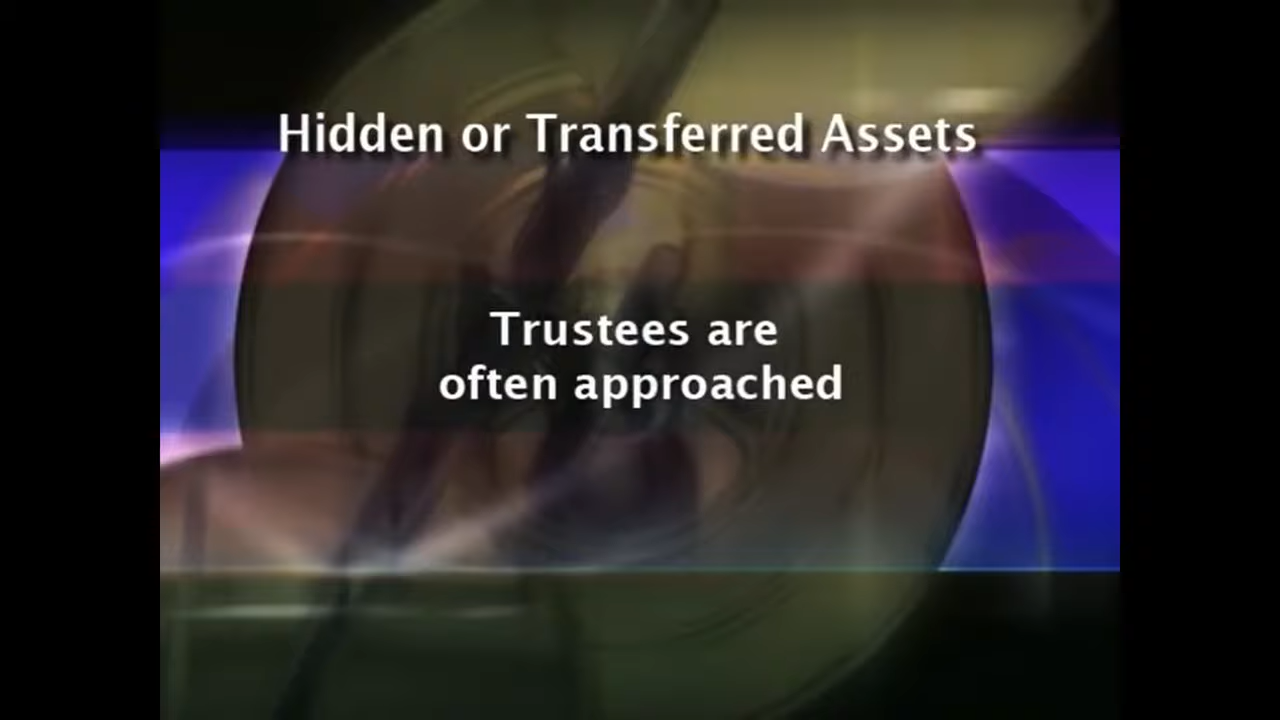 Hidden or Transferred Assets
Trustees are
often approached